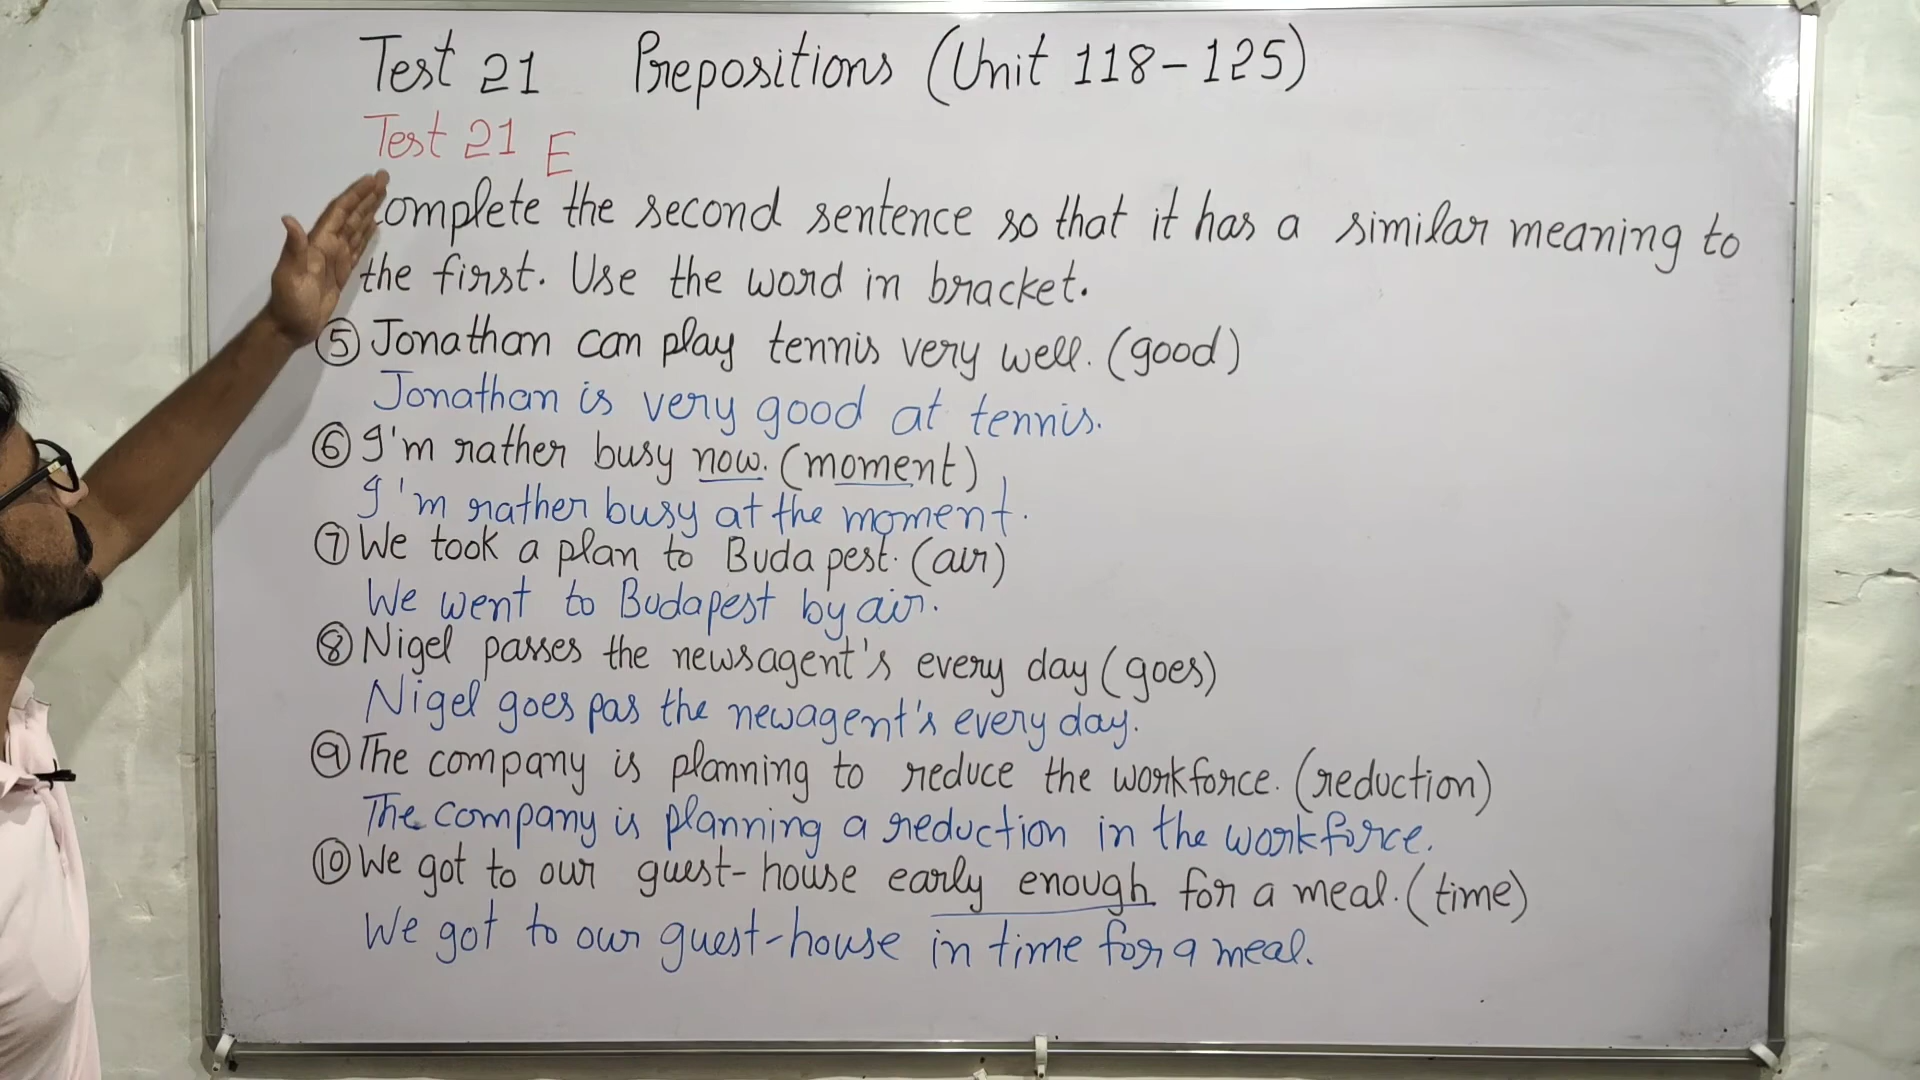 Test 21 Prepositions (Unit 118-125)
Test 21 E
Complete the second sentence so that it has a similar meaning to
the first. Use the word in bracket.
⑤ Jonathan can play tennis very well. (good)
Jonathan is very good at tennis.
⑥ I'm rather busy now. (moment)
I'm rather busy at the moment.
⑦ We took a plan to Budapest. (air)
We went to Budapest by air.
⑧ Nigel passes the newsagent's every day (goes)
Nigel goes pas the newagent's every day.
⑨ The company is planning to reduce the workforce. (reduction)
The company is planning a reduction in the workforce.
⑩ We got to our guest-house early enough for a meal. (time)
We got to our guest-house in time for a meal.